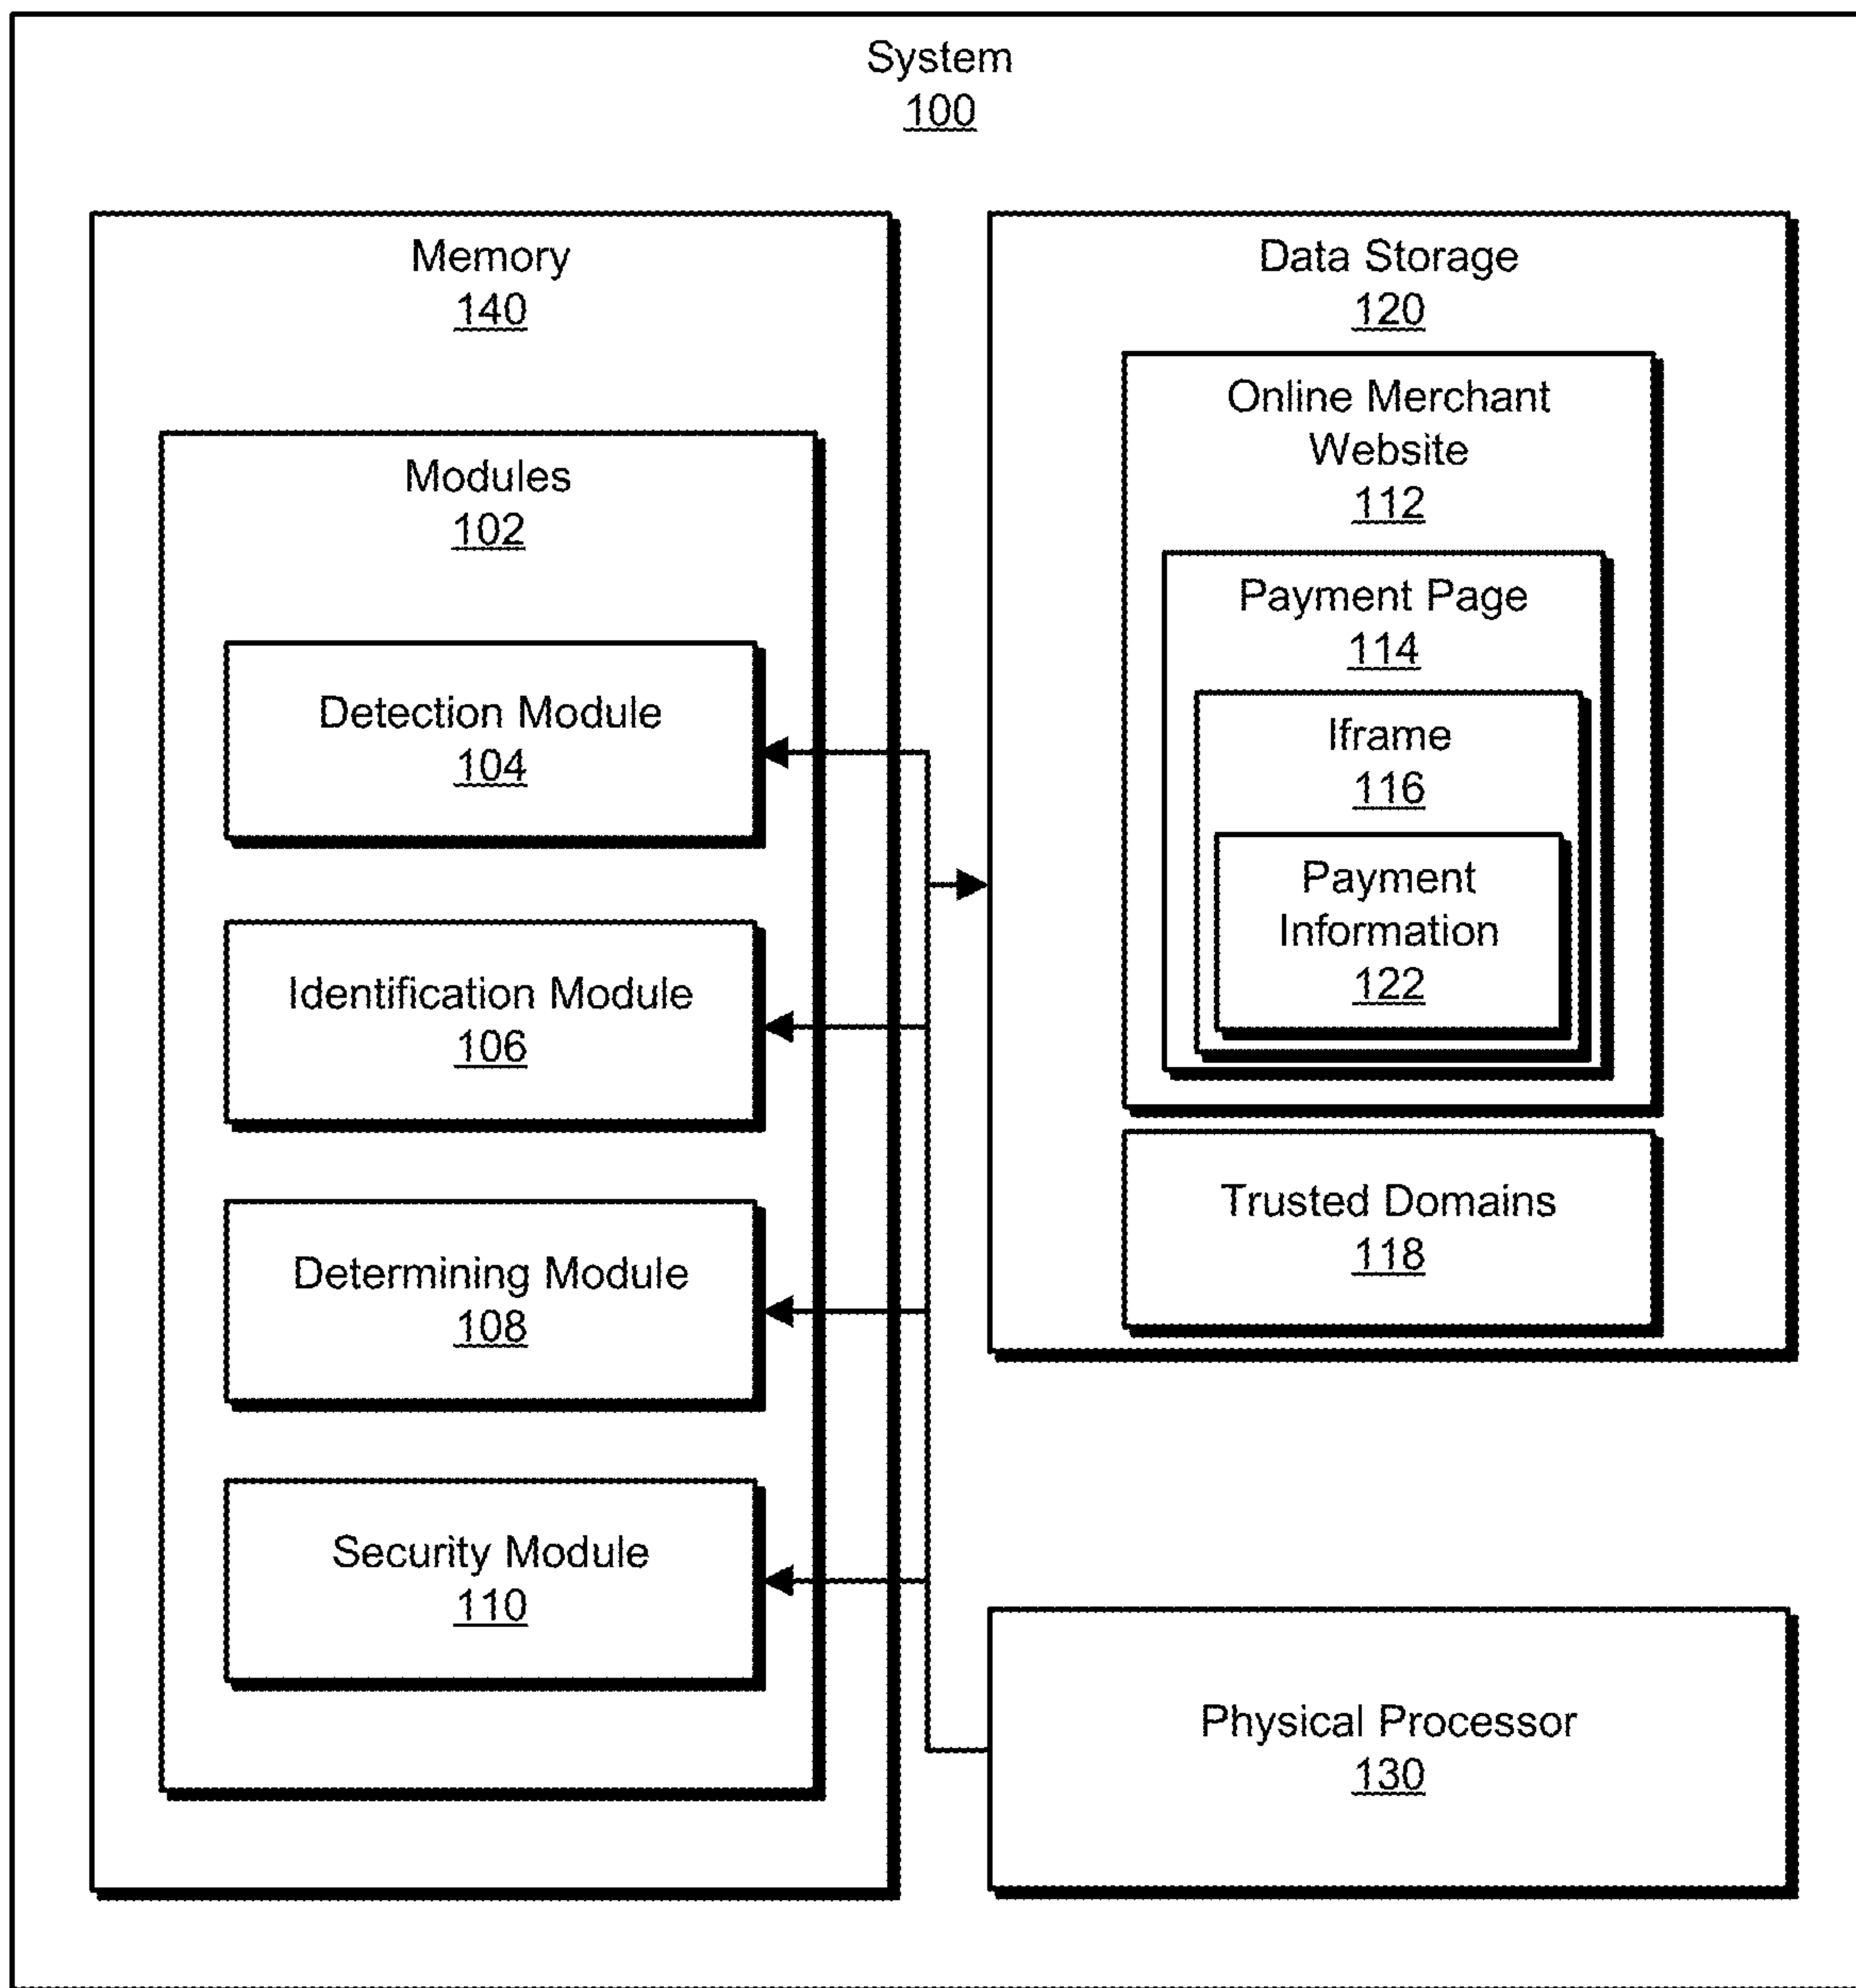 System
100
Memory
140
Modules
102
Detection Module
104
Identification Module
106
Determining Module
108
Security Module
110
Data Storage
120
Online Merchant
Website
112
Payment Page
114
Iframe
116
Payment
Information
122
Trusted Domains
118
Physical Processor
130